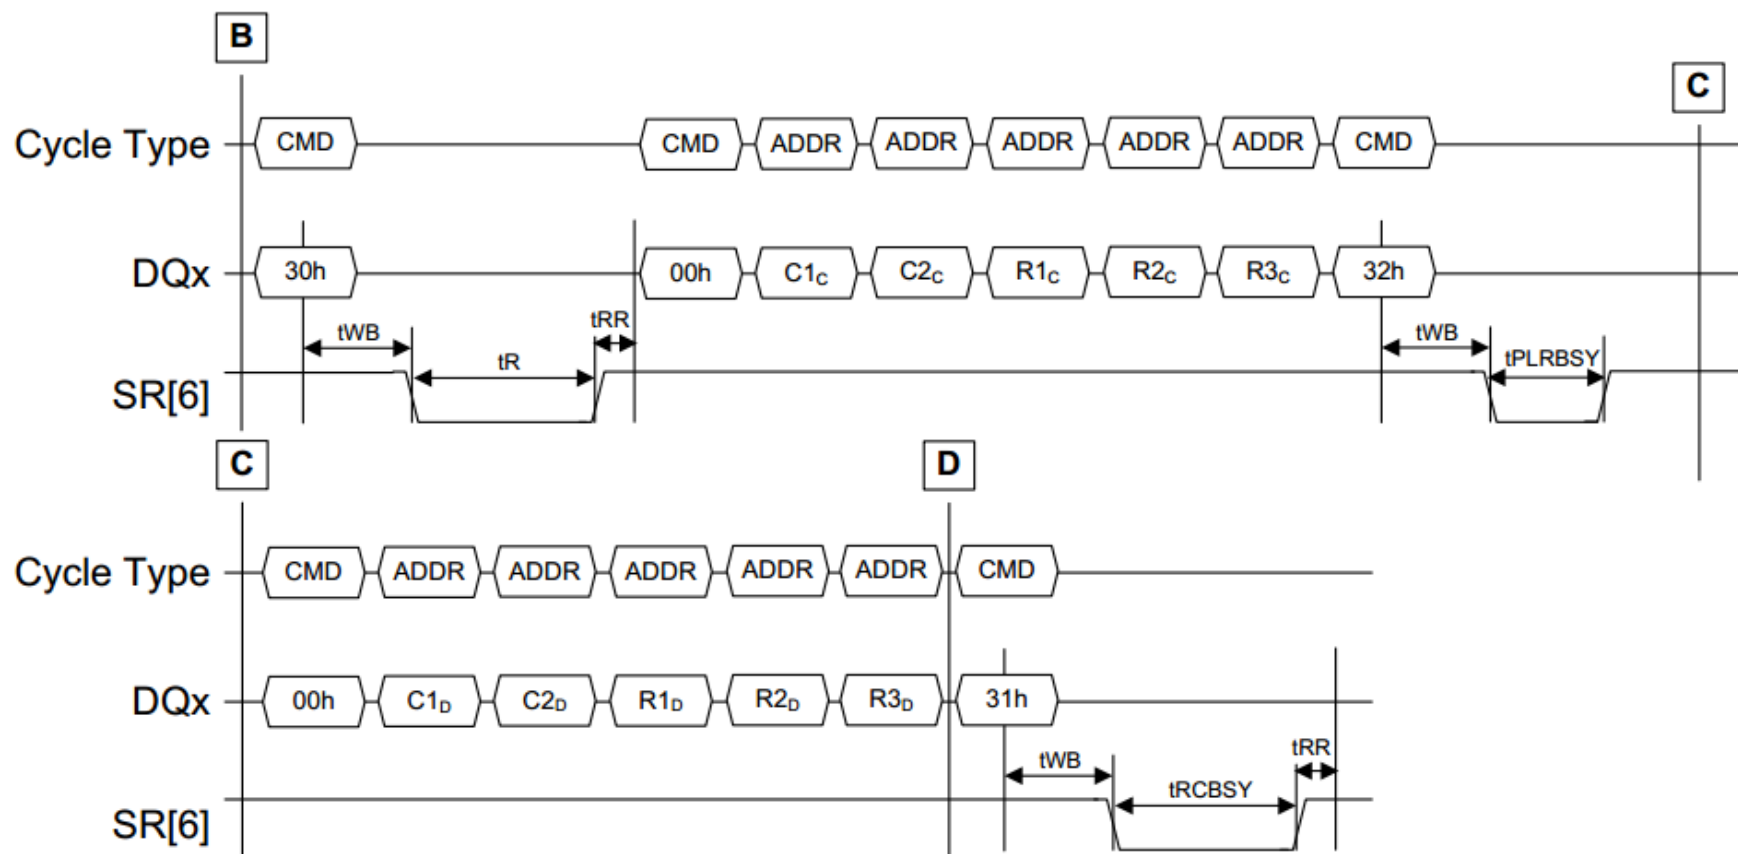 B
C
Cycle Type CMD CMD ADDR ADDR ADDR ADDR ADDR CMD
DQx 30h 00h C1C C2C R1C R2C R3C 32h
tWB tR tRR tWB tPLRBSY
SR[6]
C D
Cycle Type CMD ADDR ADDR ADDR ADDR ADDR CMD
DQx 00h C1D C2D R1D R2D R3D 31h
tWB tRCBSY tRR
SR[6]